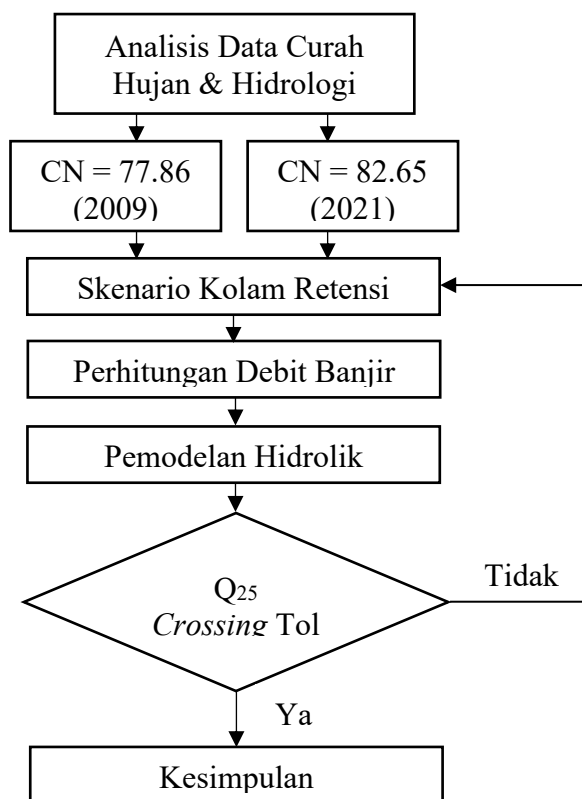 Analisis Data Curah
Hujan & Hidrologi
CN = 77.86
(2009)
CN = 82.65
(2021)
Skenario Kolam Retensi
Perhitungan Debit Banjir
Pemodelan Hidrolik
Q25
Crossing Tol
Tidak
Ya
Kesimpulan